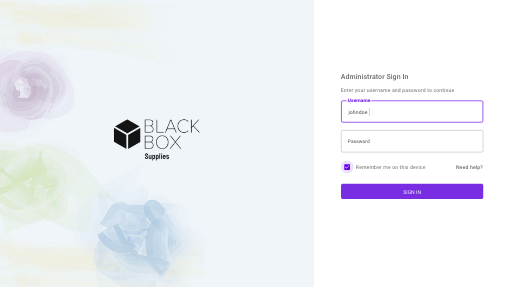 BLACK
BOX
Supplies
Administrator Sign In
Enter your username and password to continue
Username
johndoe
Password
Remember me on this device
Need help?
SIGN IN